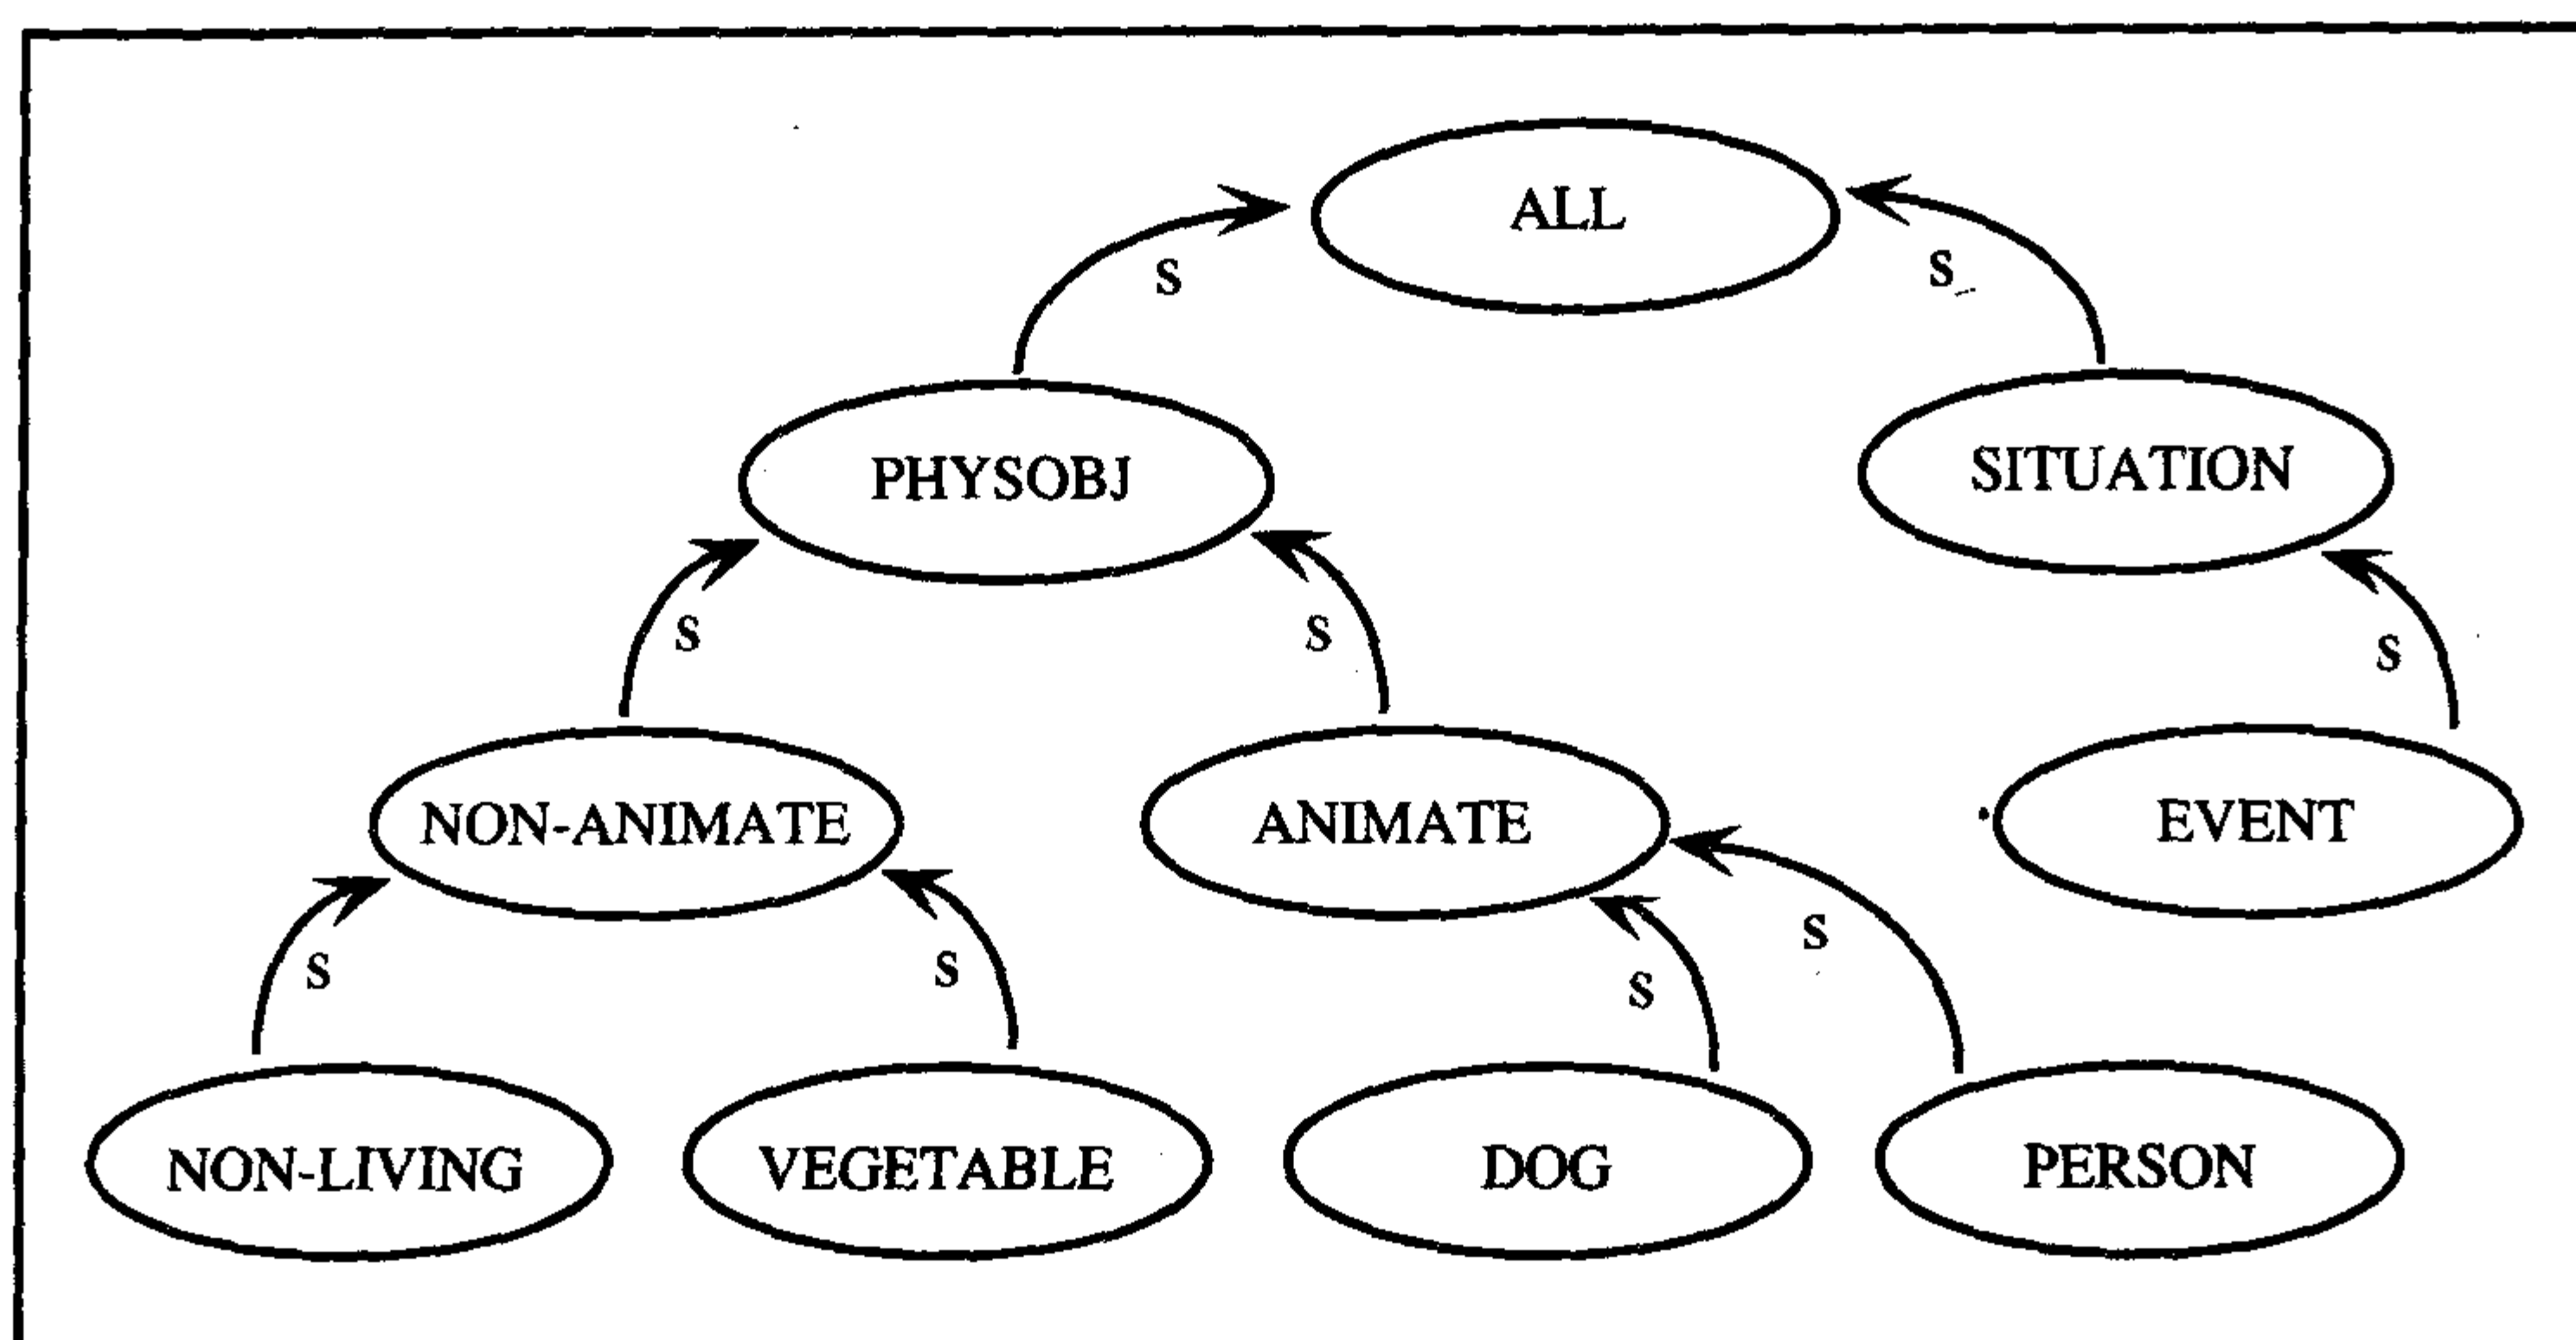 ALL
S
S
PHYSOBJ
SITUATION
S
S
S
NON-ANIMATE
ANIMATE
EVENT
S
S
S
S
NON-LIVING
VEGETABLE
DOG
PERSON